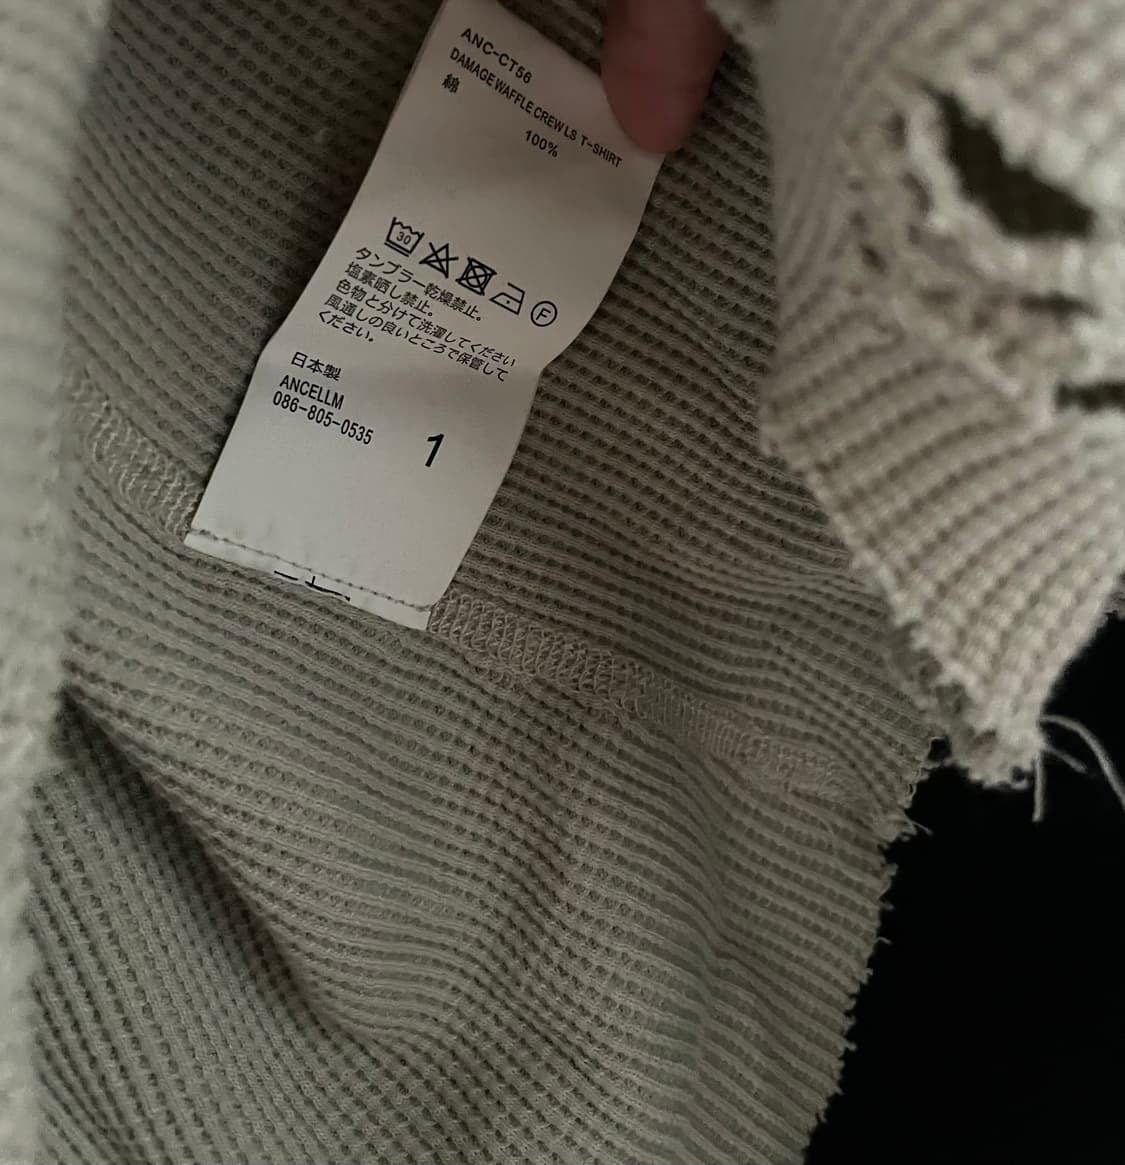 ANC-CT56
DAMAGE WAFFLE CREW LS T-SHIRT
綿 100%
30
F
タンブラー乾燥禁止。
塩素晒し禁止。
色物と分けて洗濯してください
風通しの良いところで保管して
ください。
日本製
ANCELLM
086-805-0535
1